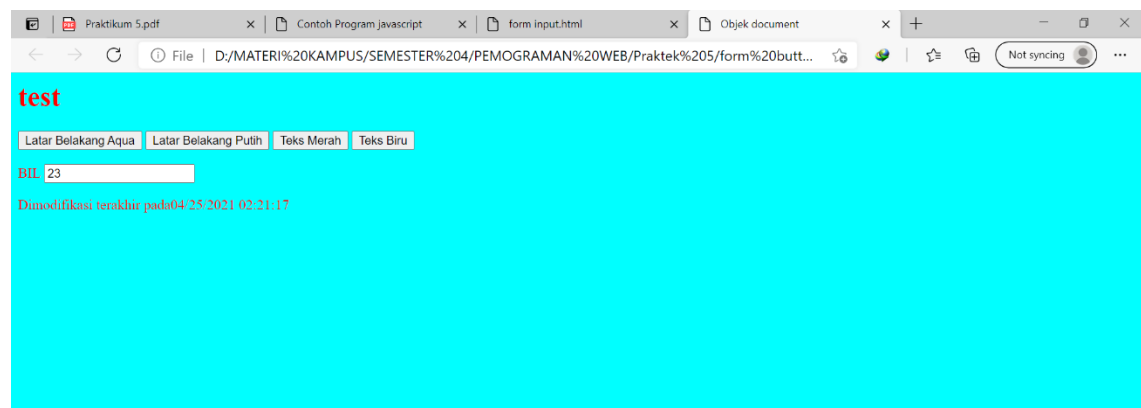 Praktikum 5.pdf
Contoh Program javascript
form input.html
Objek document
File | D:/MATERI%20KAMPUS/SEMESTER%204/PEMOGRAMAN%20WEB/Praktek%205/form%20butt...
Not syncing
test
Latar Belakang Aqua
Latar Belakang Putih
Teks Merah
Teks Biru
BIL 23
Dimodifikasi terakhir pada04/25/2021 02:21:17